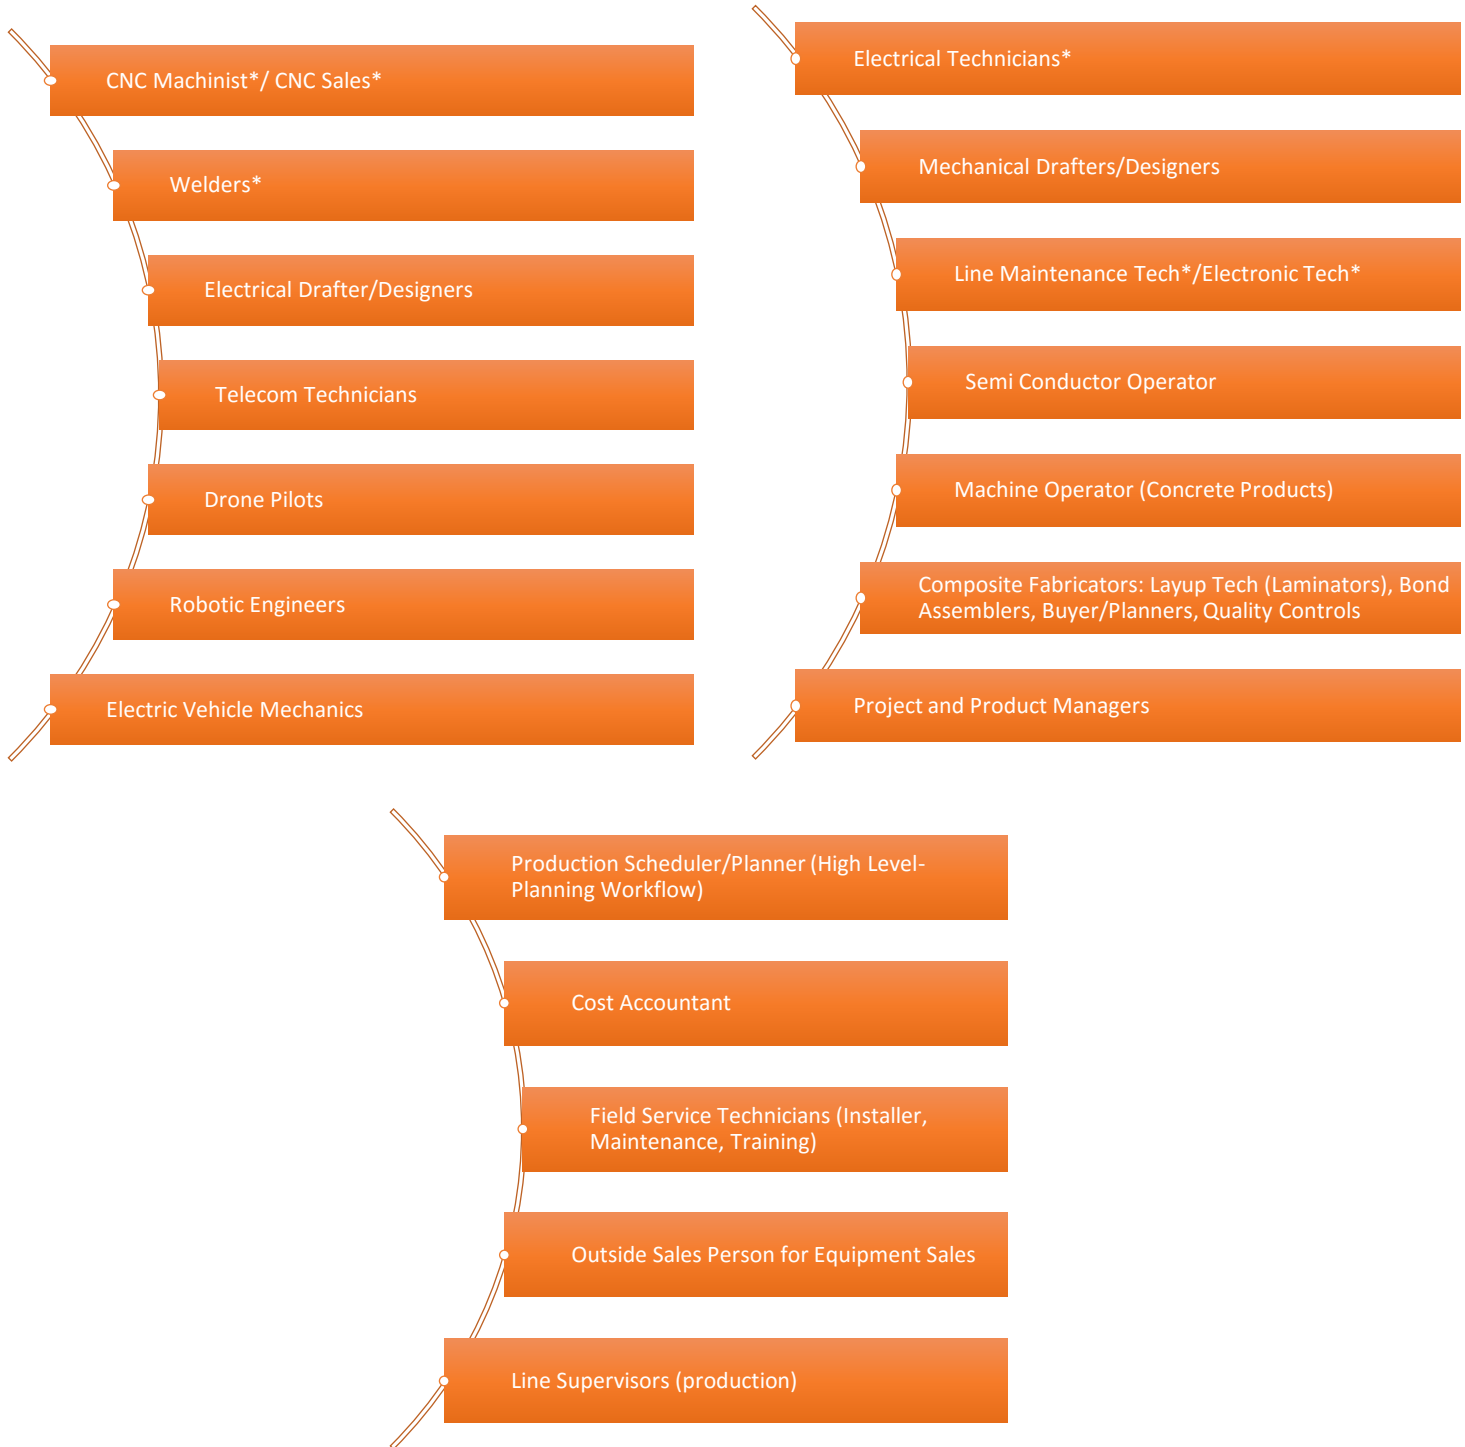 CNC Machinist*/ CNC Sales*
Welders*
Electrical Drafter/Designers
Telecom Technicians
Drone Pilots
Robotic Engineers
Electric Vehicle Mechanics
Electrical Technicians*
Mechanical Drafters/Designers
Line Maintenance Tech*/Electronic Tech*
Semi Conductor Operator
Machine Operator (Concrete Products)
Composite Fabricators: Layup Tech (Laminators), Bond
Assemblers, Buyer/Planners, Quality Controls
Project and Product Managers
Production Scheduler/Planner (High Level-
Planning Workflow)
Cost Accountant
Field Service Technicians (Installer,
Maintenance, Training)
Outside Sales Person for Equipment Sales
Line Supervisors (production)